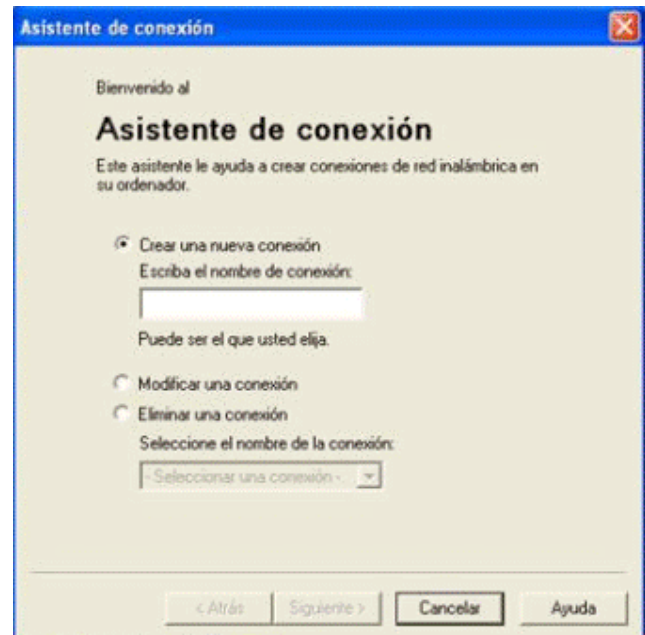 Asistente de conexión
Bienvenido al
Asistente de conexión
Este asistente le ayuda a crear conexiones de red inalámbrica en
su ordenador.
Crear una nueva conexión
Escriba el nombre de conexión:
Puede ser el que usted elija.
Modificar una conexión
Eliminar una conexión
Seleccione el nombre de la conexión:
- Seleccionar una conexión -
< Atrás Siguiente > Cancelar Ayuda